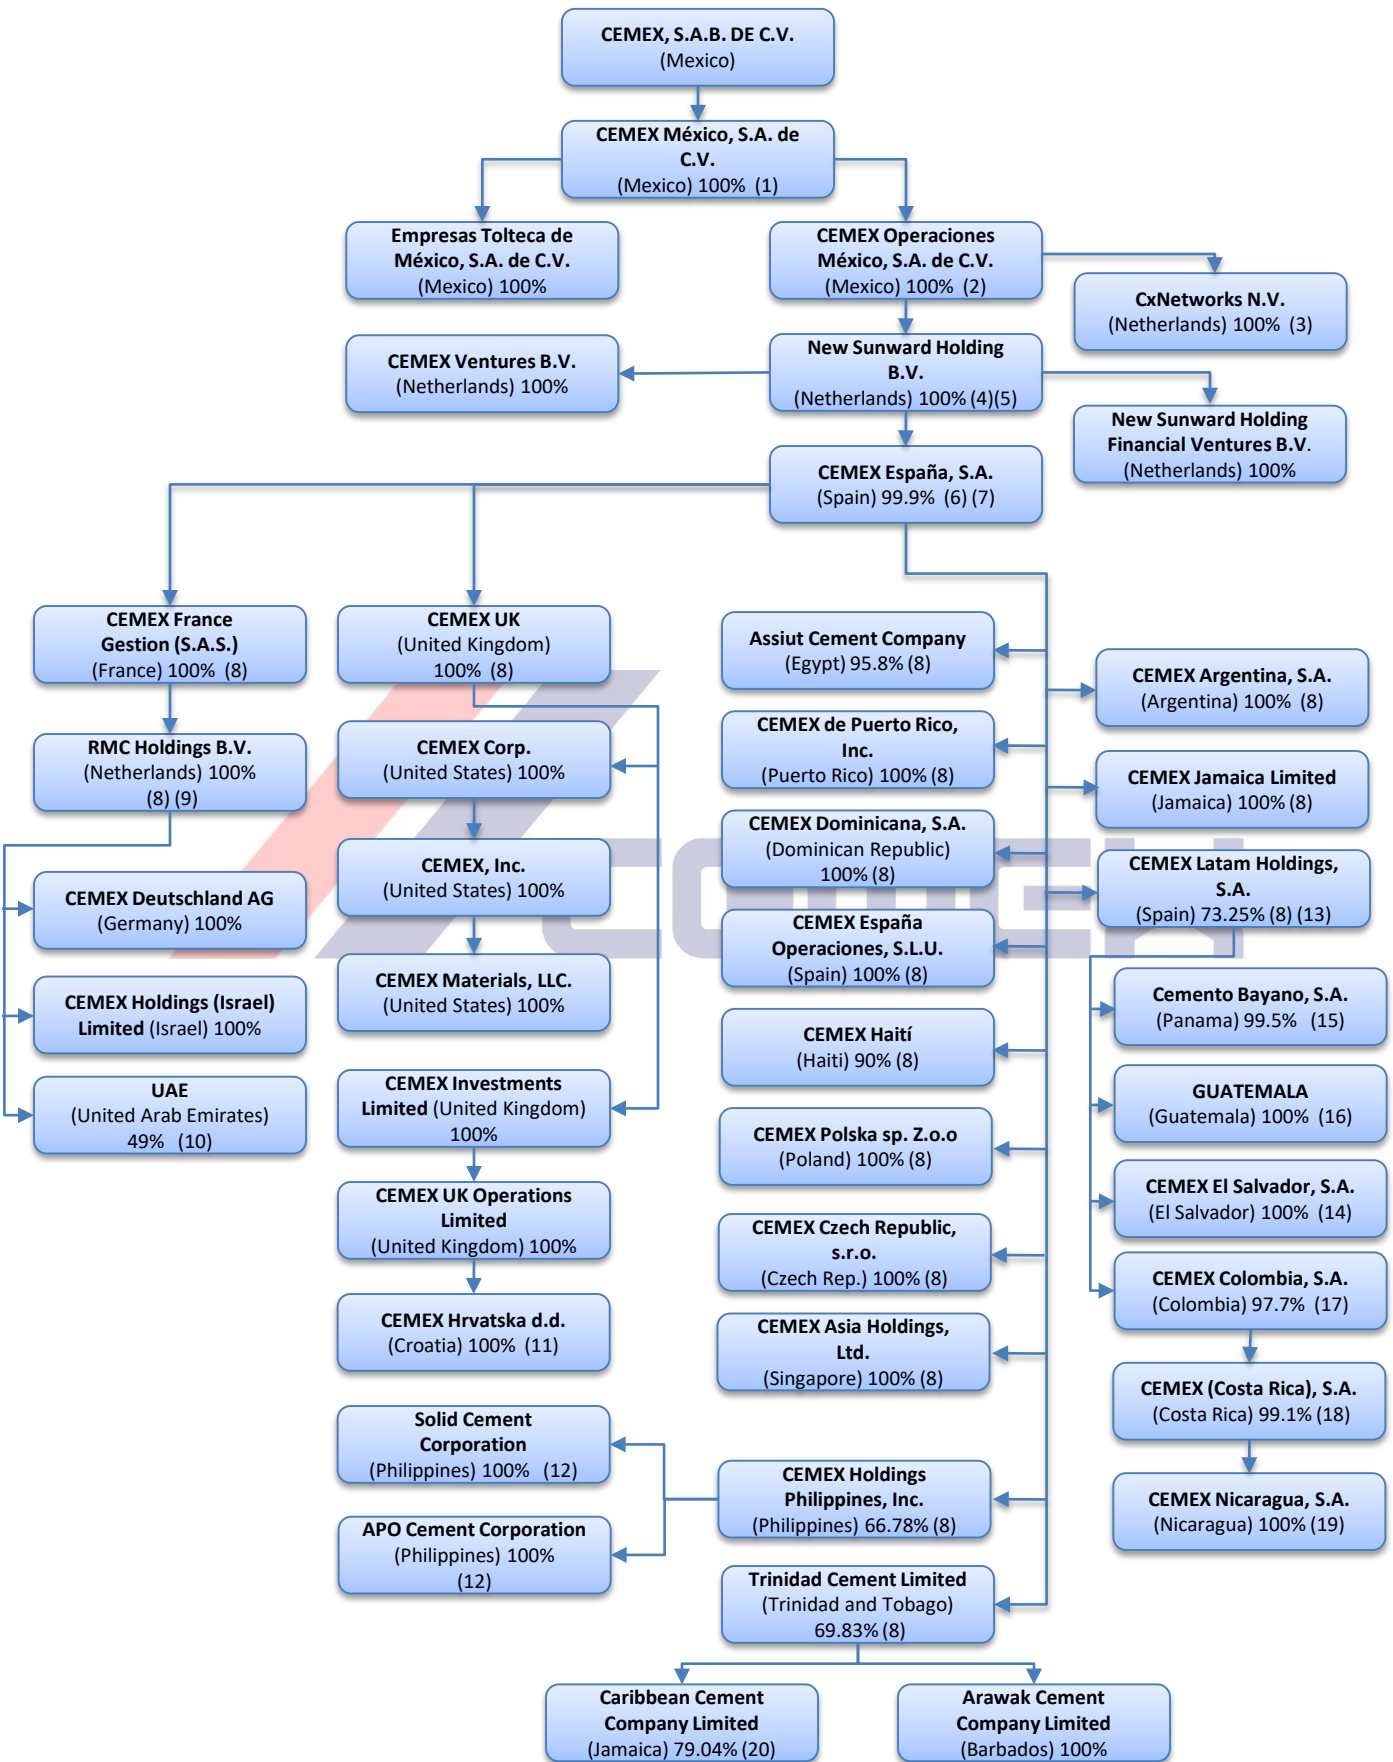 CEMEX, S.A.B. DE C.V.
(Mexico)
CEMEX México, S.A. de
C.V.
(Mexico) 100% (1)
Empresas Tolteca de
México, S.A. de C.V.
(Mexico) 100%
CEMEX Operaciones
México, S.A. de C.V.
(Mexico) 100% (2)
CxNetworks N.V.
(Netherlands) 100% (3)
CEMEX Ventures B.V.
(Netherlands) 100%
New Sunward Holding
B.V.
(Netherlands) 100% (4)(5)
New Sunward Holding
Financial Ventures B.V.
(Netherlands) 100%
CEMEX España, S.A.
(Spain) 99.9% (6) (7)
CEMEX France
Gestion (S.A.S.)
(France) 100% (8)
RMC Holdings B.V.
(Netherlands) 100%
(8) (9)
CEMEX Deutschland AG
(Germany) 100%
CEMEX Holdings (Israel)
Limited (Israel) 100%
UAE
(United Arab Emirates)
49% (10)
CEMEX UK
(United Kingdom)
100% (8)
CEMEX Corp.
(United States) 100%
CEMEX, Inc.
(United States) 100%
CEMEX Materials, LLC.
(United States) 100%
CEMEX Investments
Limited (United Kingdom)
100%
CEMEX UK Operations
Limited
(United Kingdom) 100%
CEMEX Hrvatska d.d.
(Croatia) 100% (11)
Solid Cement
Corporation
(Philippines) 100% (12)
APO Cement Corporation
(Philippines) 100%
(12)
Assiut Cement Company
(Egypt) 95.8% (8)
CEMEX de Puerto Rico,
Inc.
(Puerto Rico) 100% (8)
CEMEX Dominicana, S.A.
(Dominican Republic)
100% (8)
CEMEX España
Operaciones, S.L.U.
(Spain) 100% (8)
CEMEX Haití
(Haiti) 90% (8)
CEMEX Polska sp. Z.o.o
(Poland) 100% (8)
CEMEX Czech Republic,
s.r.o.
(Czech Rep.) 100% (8)
CEMEX Asia Holdings,
Ltd.
(Singapore) 100% (8)
CEMEX Holdings
Philippines, Inc.
(Philippines) 66.78% (8)
Trinidad Cement Limited
(Trinidad and Tobago)
69.83% (8)
CEMEX Argentina, S.A.
(Argentina) 100% (8)
CEMEX Jamaica Limited
(Jamaica) 100% (8)
CEMEX Latam Holdings,
S.A.
(Spain) 73.25% (8) (13)
Cemento Bayano, S.A.
(Panama) 99.5% (15)
GUATEMALA
(Guatemala) 100% (16)
CEMEX El Salvador, S.A.
(El Salvador) 100% (14)
CEMEX Colombia, S.A.
(Colombia) 97.7% (17)
CEMEX (Costa Rica), S.A.
(Costa Rica) 99.1% (18)
CEMEX Nicaragua, S.A.
(Nicaragua) 100% (19)
Caribbean Cement
Company Limited
(Jamaica) 79.04% (20)
Arawak Cement
Company Limited
(Barbados) 100%
CEMEX